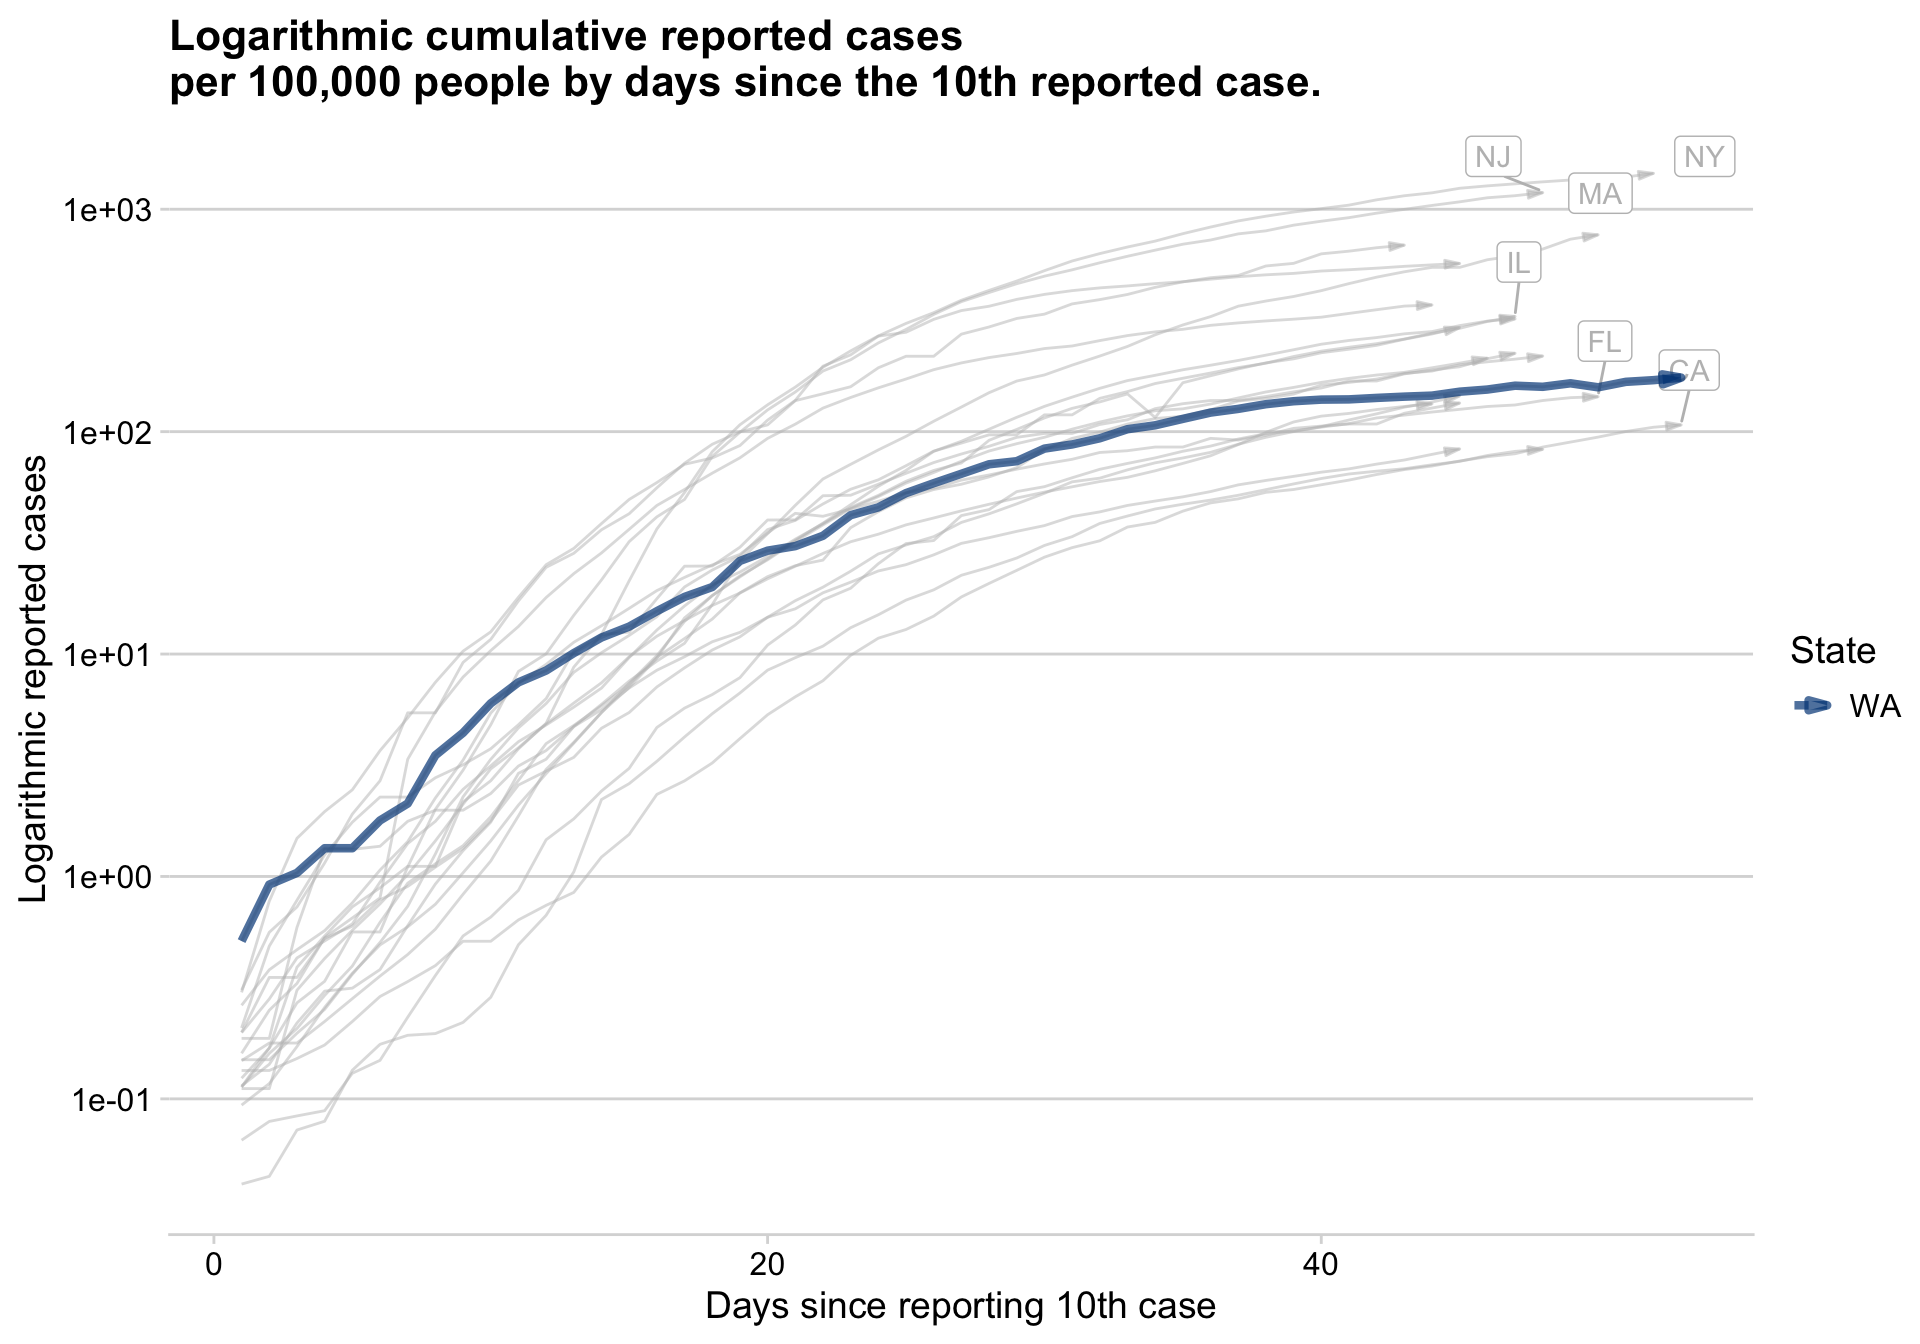 Logarithmic cumulative reported cases
per 100,000 people by days since the 10th reported case.
NJ
NY
MA
IL
FL
CA
1e+03
1e+02
1e+01
1e+00
1e-01
Logarithmic reported cases
0
20
40
Days since reporting 10th case
State
WA